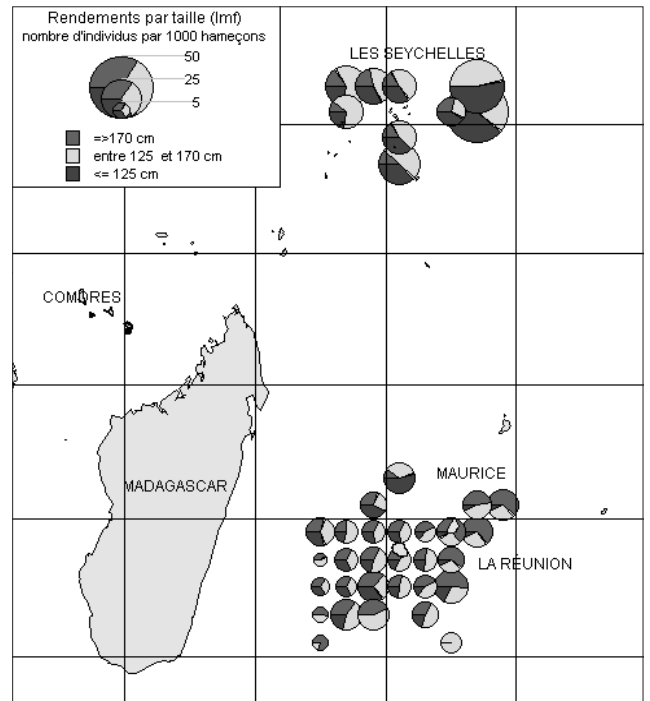 Rendements par taille (lmf)
nombre d'individus par 1000 hameçons
50
25
5
=>170 cm
entre 125 et 170 cm
<= 125 cm
LES SEYCHELLES
COMORES
MADAGASCAR
MAURICE
LA RÉUNION